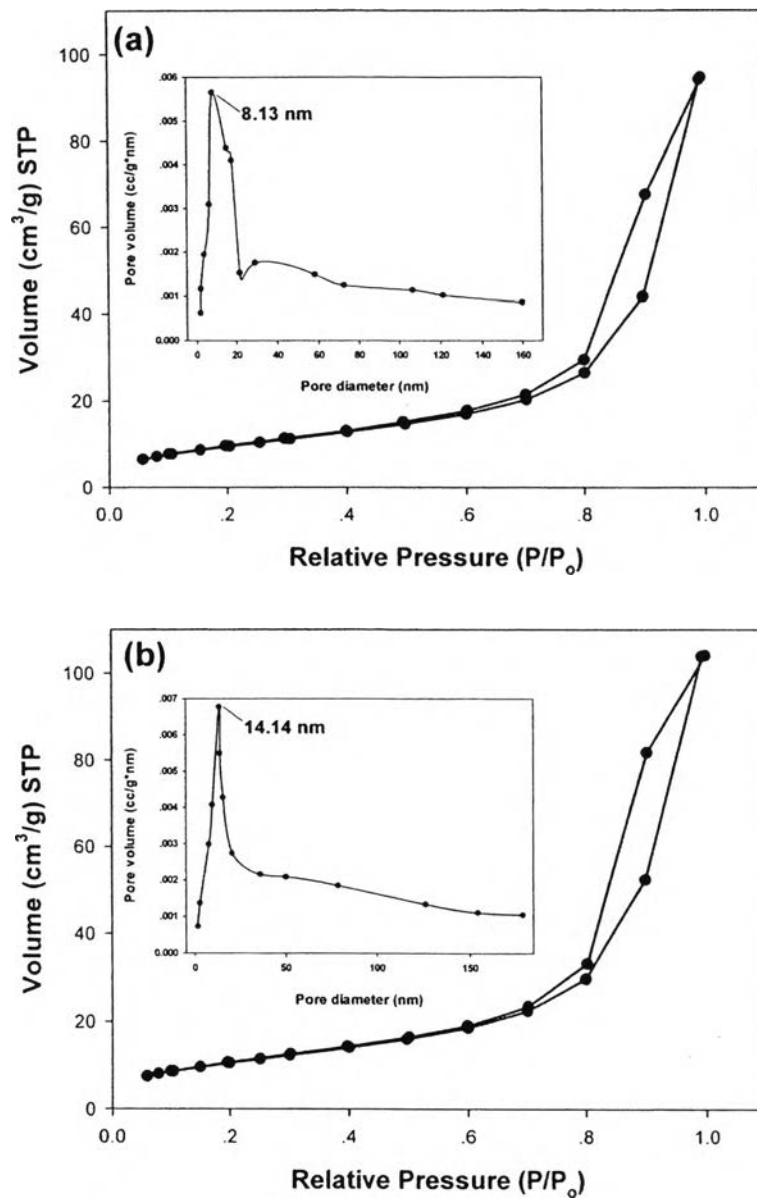 (a)
Volume (cm³/g) STP
100
80
60
40
20
0
0.0 .2 .4 .6 .8 1.0
Relative Pressure (P/Pₒ)
8.13 nm
Pore volume (cc/g*nm)
.006
.005
.004
.003
.002
.001
0.000
0 20 40 60 80 100 120 140 160
Pore diameter (nm)
(b)
Volume (cm³/g) STP
100
80
60
40
20
0
0.0 .2 .4 .6 .8 1.0
Relative Pressure (P/Pₒ)
14.14 nm
Pore volume (cc/g*nm)
.007
.006
.005
.004
.003
.002
.001
0.000
0 50 100 150
Pore diameter (nm)